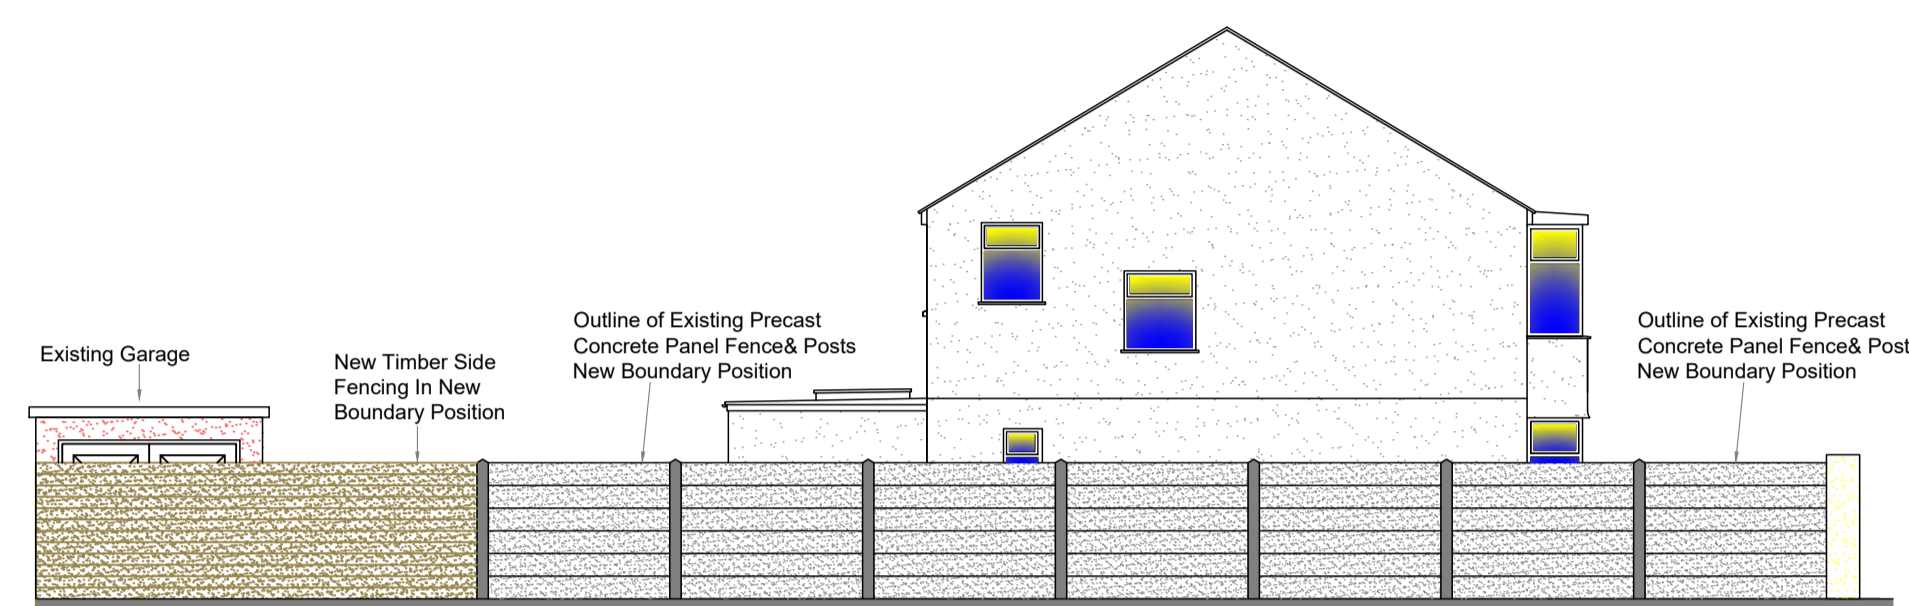 Existing Garage
New Timber Side
Fencing In New
Boundary Position
Outline of Existing Precast
Concrete Panel Fence& Posts
New Boundary Position
Outline of Existing Precast
Concrete Panel Fence& Post
New Boundary Position